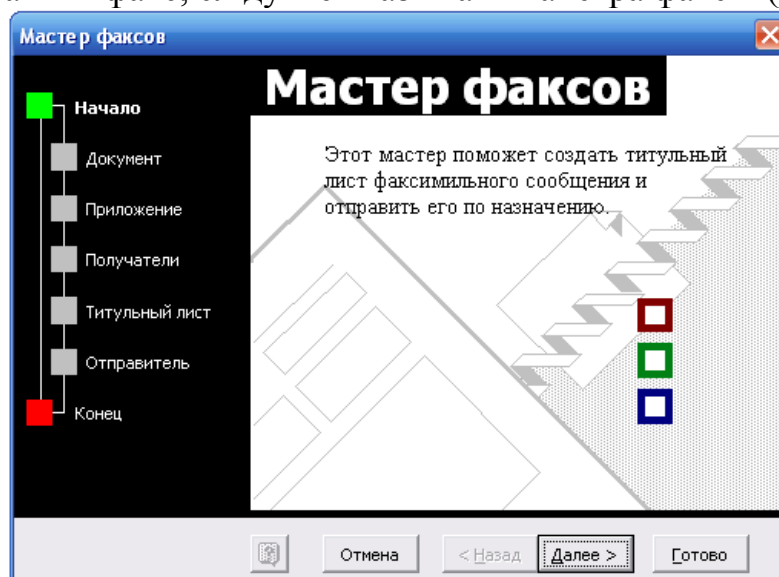 Мастер факсов
Мастер факсов
Начало
Документ
Приложение
Получатели
Титульный лист
Отправитель
Конец
Этот мастер поможет создать титульный
лист факсимильного сообщения и
отправить его по назначению.
Отмена
< Назад
Далее >
Готово